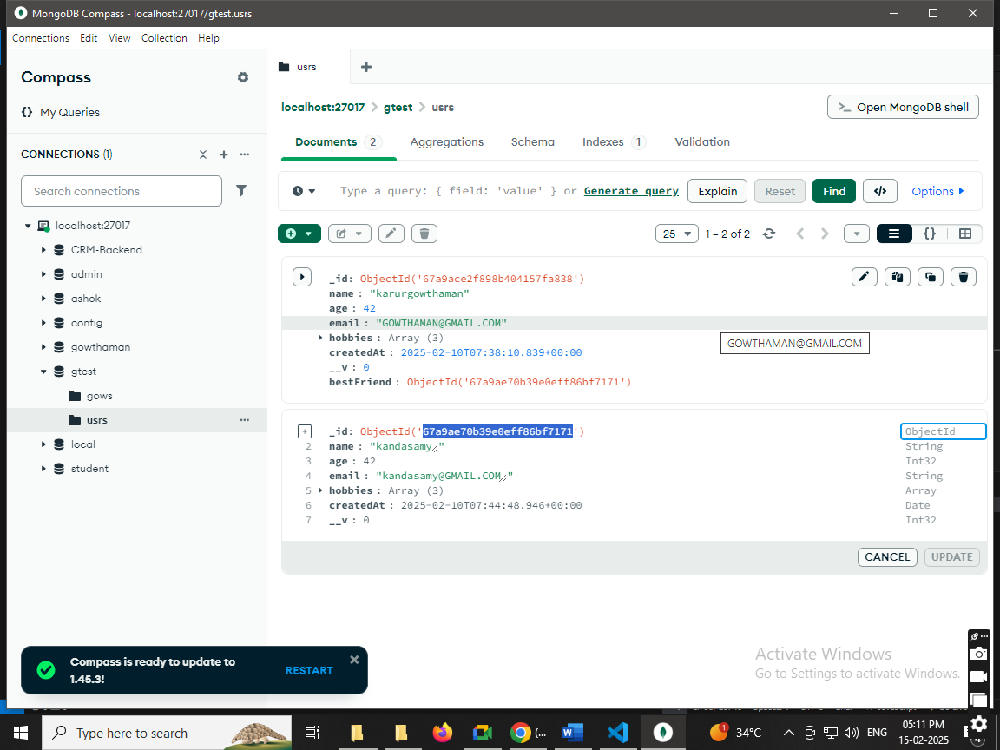 MongoDB Compass - localhost:27017/gtest.usrs
Connections Edit View Collection Help
Compass
My Queries
CONNECTIONS (1)
Search connections
localhost:27017
CRM-Backend
admin
ashok
config
gowthaman
gtest
gows
usrs
local
student
usrs
localhost:27017 > gtest > usrs
>_ Open MongoDB shell
Documents 2 Aggregations Schema Indexes 1 Validation
Type a query: { field: 'value' } or Generate query Explain Reset Find </> Options
25 1 – 2 of 2 {}
_id: ObjectId('67a9ace2f898b404157fa838')
name : "karurgowthaman"
age : 42
email : "GOWTHAMAN@GMAIL.COM"
hobbies : Array (3)
createdAt : 2025-02-10T07:38:10.839+00:00
__v : 0
bestFriend : ObjectId('67a9ae70b39e0eff86bf7171')
GOWTHAMAN@GMAIL.COM
_id: ObjectId('67a9ae70b39e0eff86bf7171') ObjectId
2 name : "kandasamy" String
3 age : 42 Int32
4 email : "kandasamy@GMAIL.COM" String
5 hobbies : Array (3) Array
6 createdAt : 2025-02-10T07:44:48.946+00:00 Date
7 __v : 0 Int32
CANCEL UPDATE
Compass is ready to update to
1.45.3!
RESTART
Activate Windows
Go to Settings to activate Windows.
Type here to search
(...
1
34°C
ENG
05:11 PM
15-02-2025